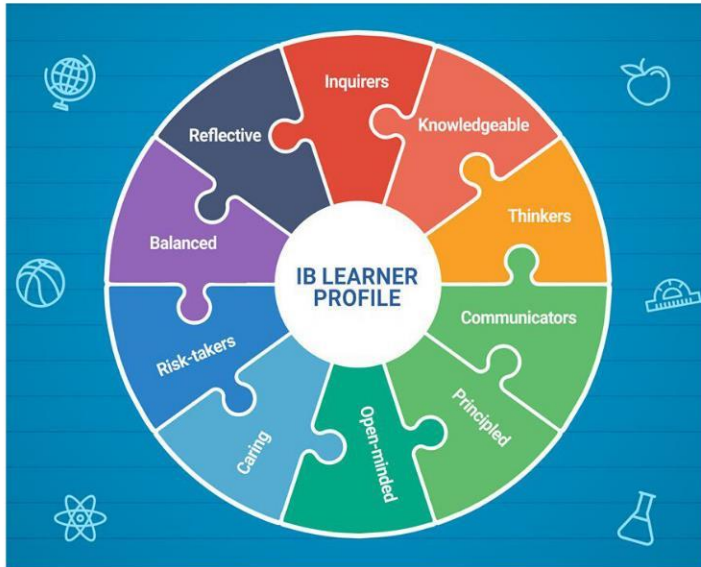 Inquirers
Knowledgeable
Thinkers
Communicators
Principled
Open-minded
Caring
Risk-takers
Balanced
Reflective
IB LEARNER
PROFILE